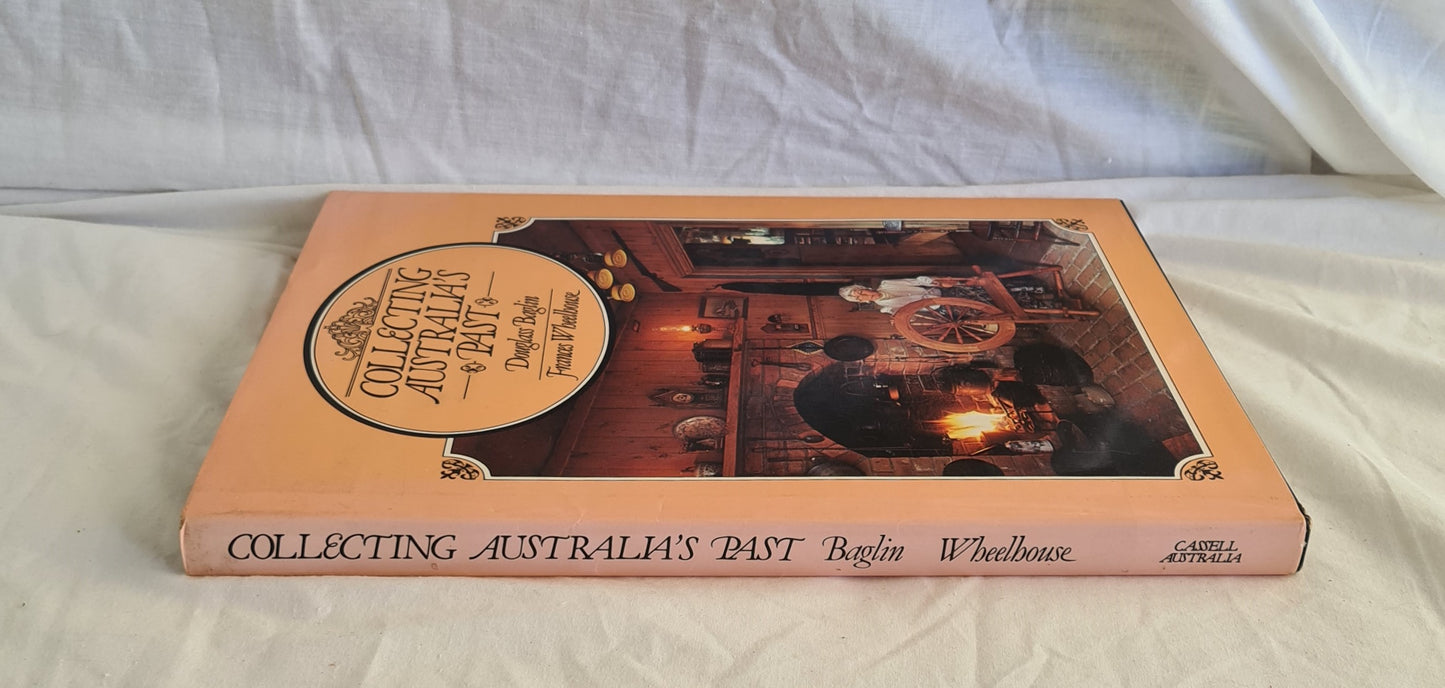 COLLECTING
AUSTRALIA'S
PAST
Douglass Baglin
Frances Wheelhouse
COLLECTING AUSTRALIA'S PAST Baglin Wheelhouse
CASSELL
AUSTRALIA